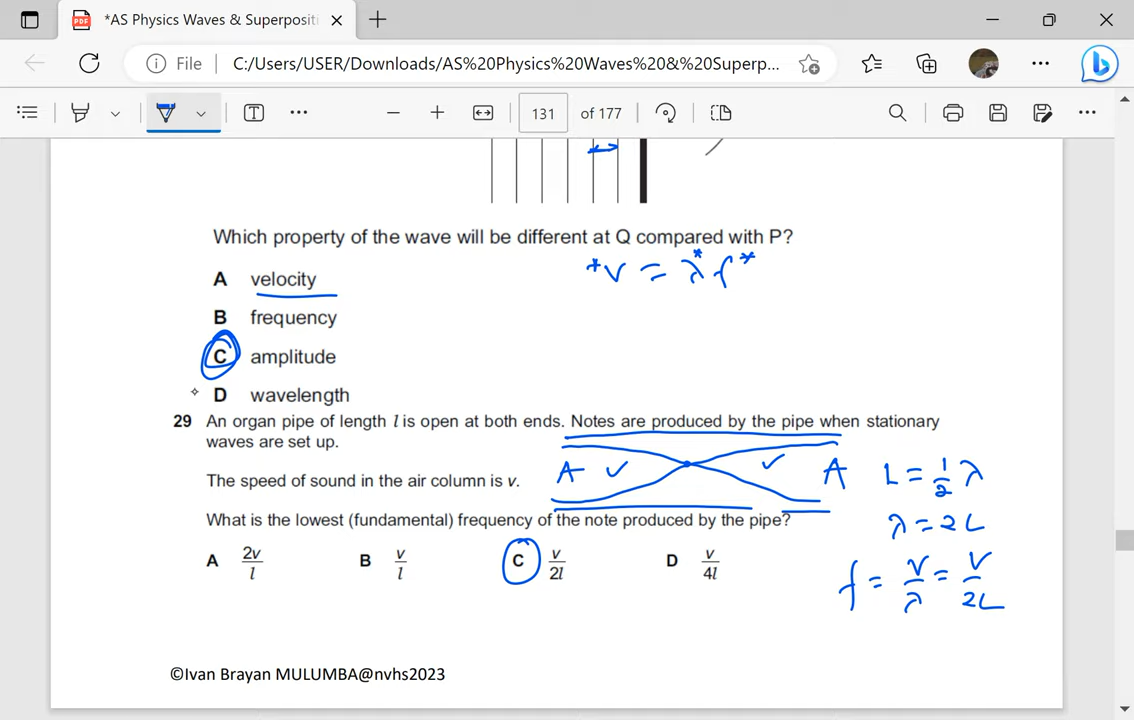 *AS Physics Waves & Superpositi
File
C:/Users/USER/Downloads/AS%20Physics%20Waves%20&%20Superp...
131 of 177
Which property of the wave will be different at Q compared with P?
*v = λ* f*
A velocity
B frequency
C amplitude
D wavelength
29 An organ pipe of length l is open at both ends. Notes are produced by the pipe when stationary
waves are set up.
A ✓ ✓ A L = 1/2 λ
The speed of sound in the air column is v.
λ = 2L
What is the lowest (fundamental) frequency of the note produced by the pipe?
A 2v/l B v/l C v/2l D v/4l
f = v/λ = v/2L
©Ivan Brayan MULUMBA@nvhs2023